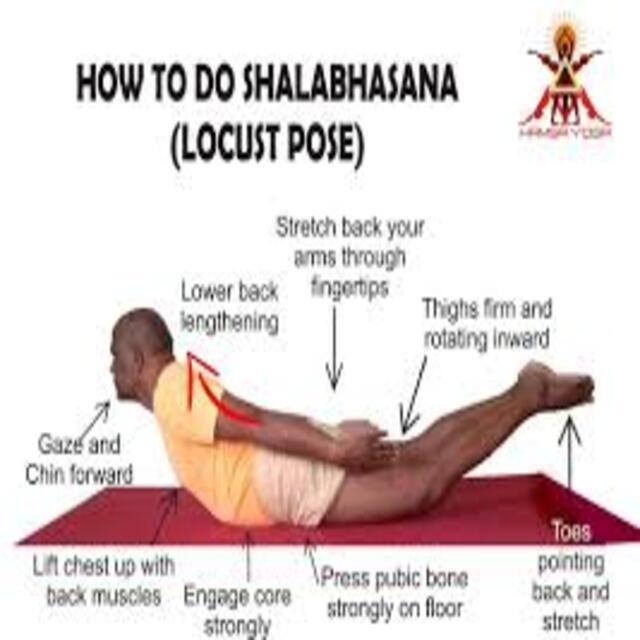 HOW TO DO SHALABHASANA
(LOCUST POSE)
HAMSA YOGA
Stretch back your
arms through
fingertips
Lower back
lengthening
Thighs firm and
rotating inward
Gaze and
Chin forward
Lift chest up with
back muscles
Engage core
strongly
Press pubic bone
strongly on floor
Toes
pointing
back and
stretch